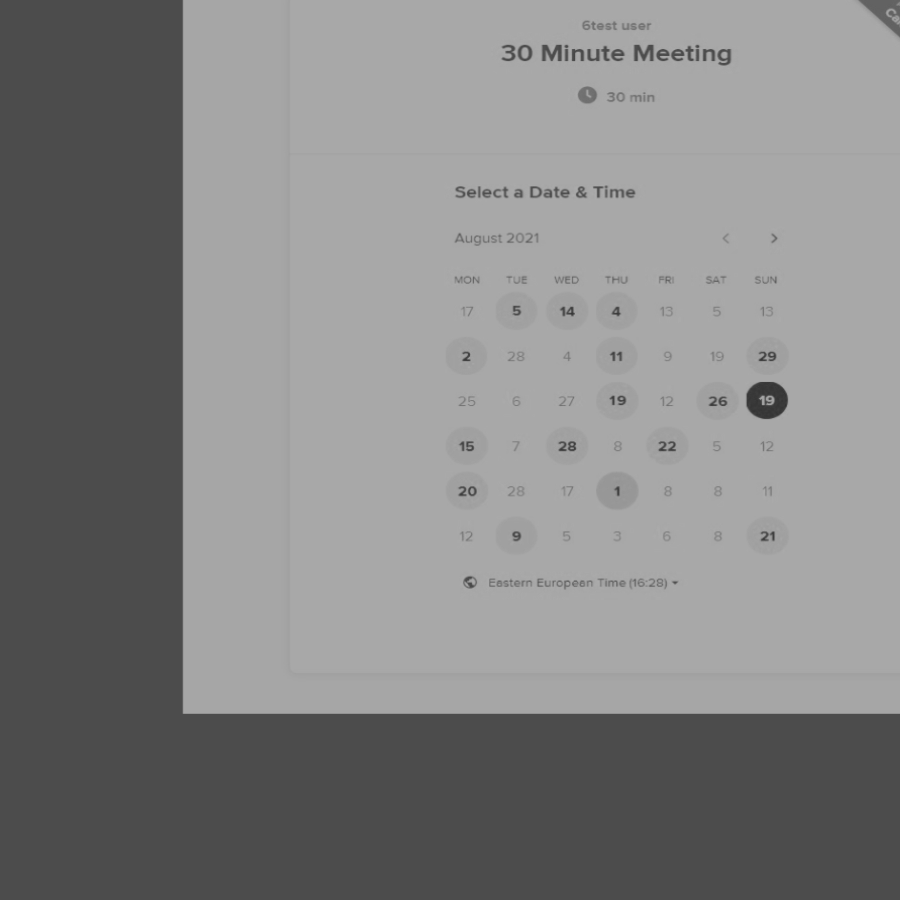 6test user
30 Minute Meeting
30 min
Select a Date & Time
August 2021
MON TUE WED THU FRI SAT SUN
17 5 14 4 13 5 13
2 28 4 11 9 19 29
25 6 27 19 12 26 19
15 7 28 8 22 5 12
20 28 17 1 8 8 11
12 9 5 3 6 8 21
Eastern European Time (16:28)